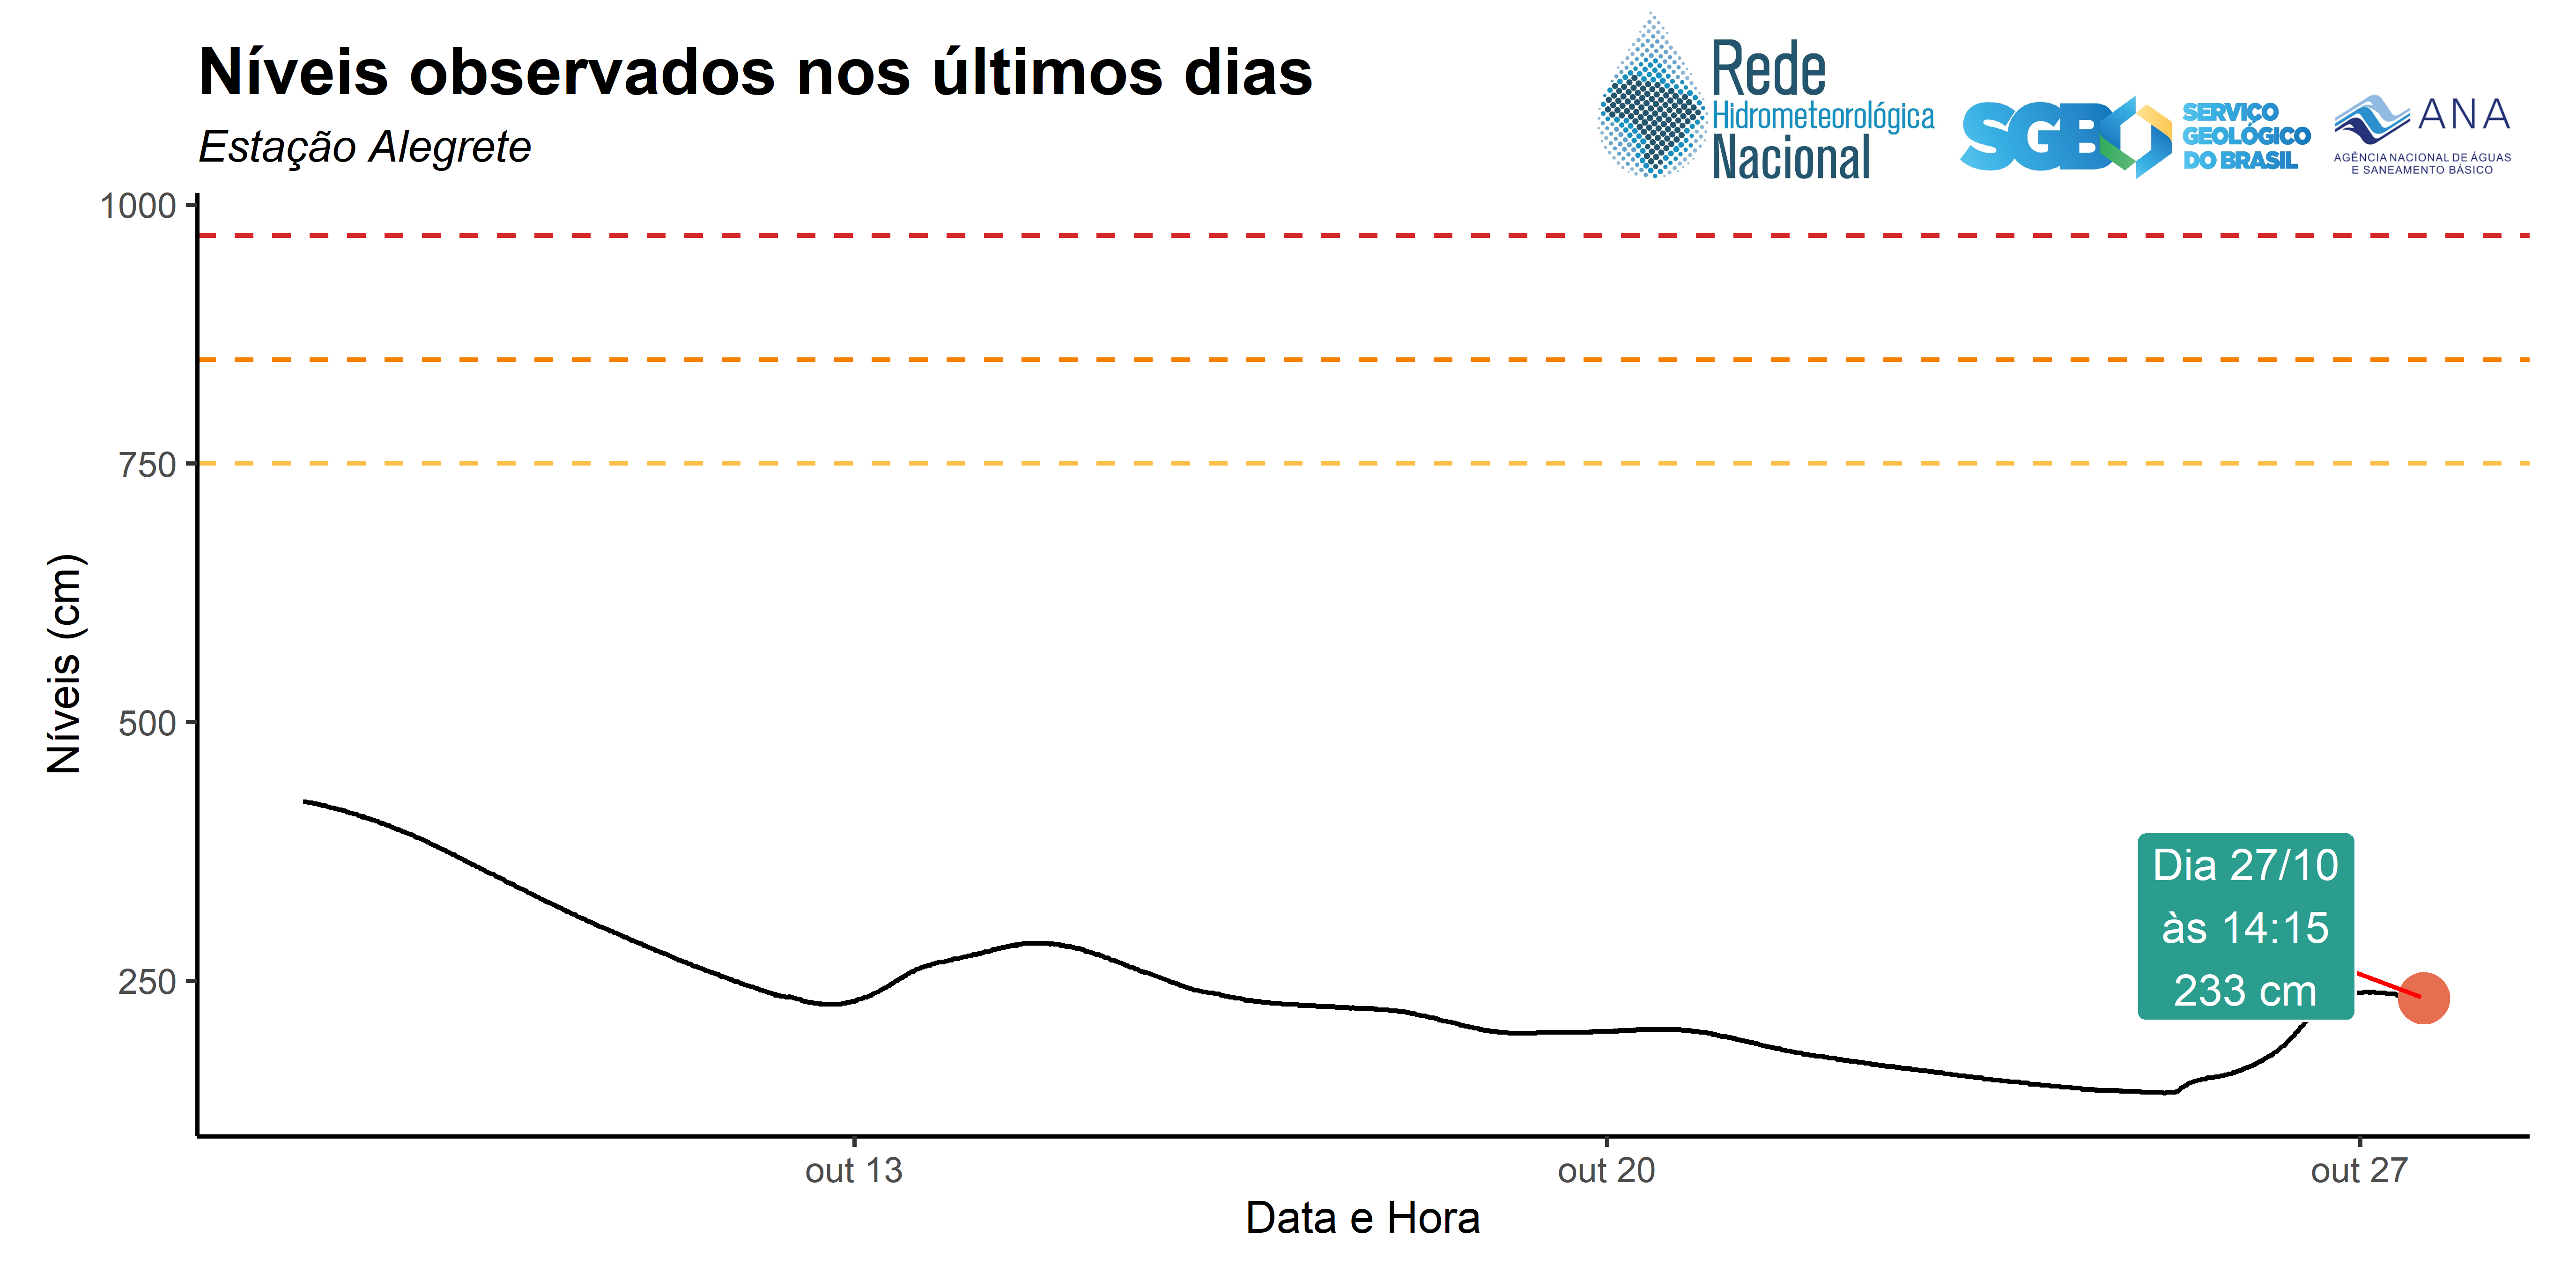 Níveis observados nos últimos dias
Estação Alegrete
Rede
Hidrometeorológica
Nacional
SGB
SERVIÇO
GEOLÓGICO
DO BRASIL
ANA
AGÊNCIA NACIONAL DE ÁGUAS
E SANEAMENTO BÁSICO
1000
750
500
250
Níveis (cm)
Dia 27/10
às 14:15
233 cm
out 13
out 20
out 27
Data e Hora